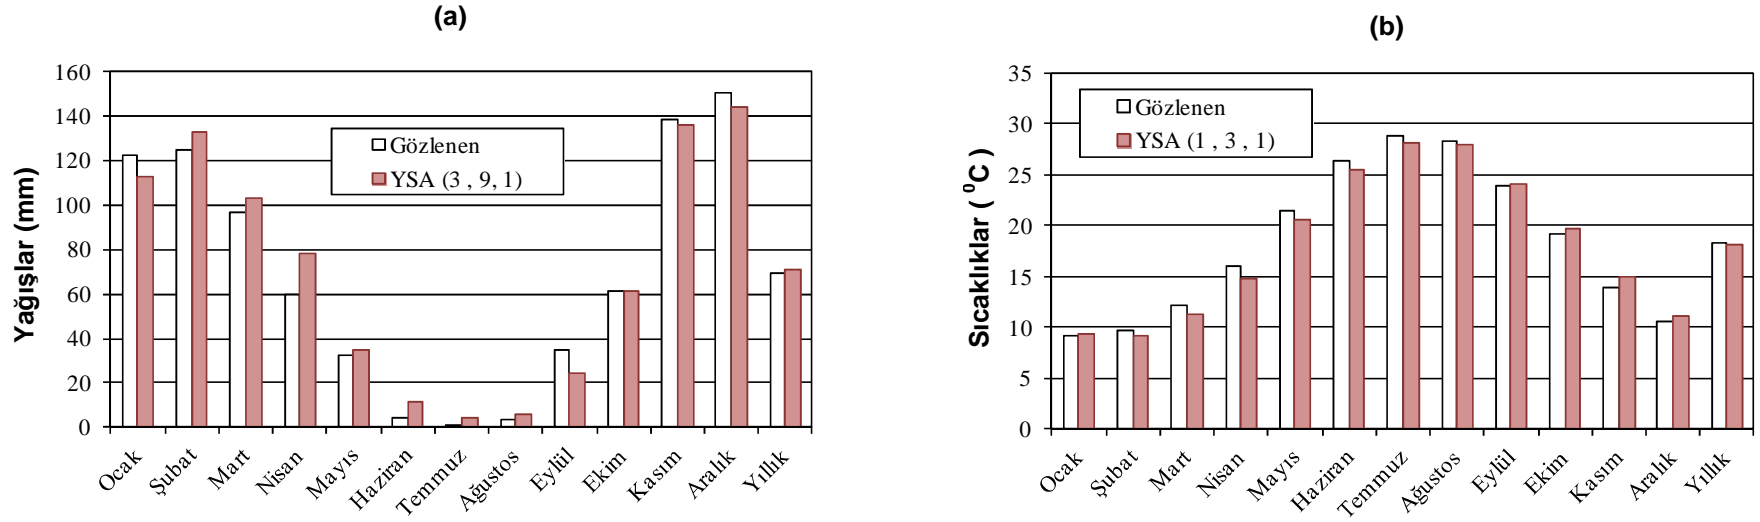 (a)
160
140
120
100
80
60
40
20
0
Yağışlar (mm)
Gözlenen
YSA (3 , 9, 1)
Ocak
Şubat
Mart
Nisan
Mayıs
Haziran
Temmuz
Ağustos
Eylül
Ekim
Kasım
Aralık
Yıllık
(b)
35
30
25
20
15
10
5
0
Sıcaklıklar ( ⁰C )
Gözlenen
YSA (1 , 3 , 1)
Ocak
Şubat
Mart
Nisan
Mayıs
Haziran
Temmuz
Ağustos
Eylül
Ekim
Kasım
Aralık
Yıllık